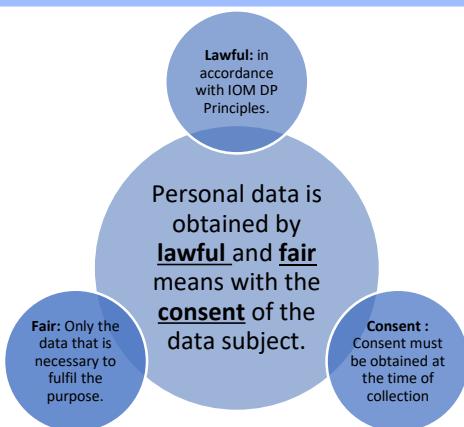 Lawful: in
accordance
with IOM DP
Principles.
Personal data is
obtained by
lawful and fair
means with the
consent of the
data subject.
Fair: Only the
data that is
necessary to
fulfil the
purpose.
Consent :
Consent must
be obtained at
the time of
collection